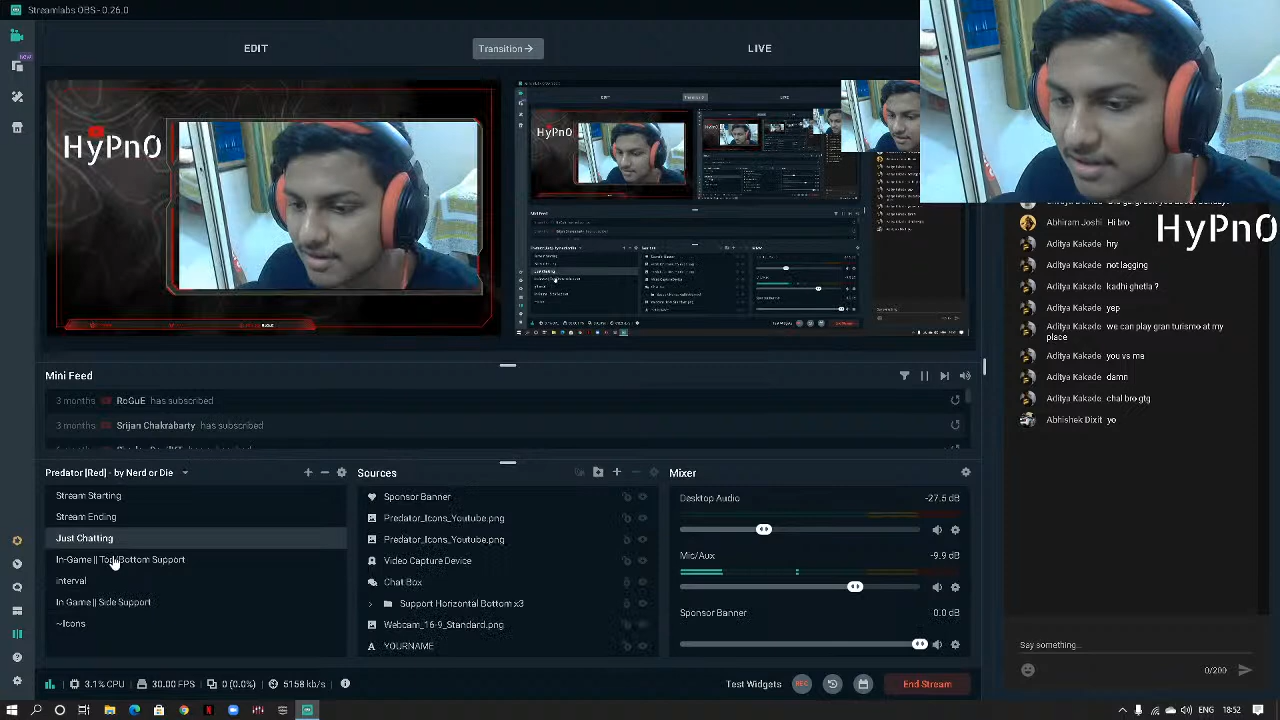 Streamlabs OBS - 0.26.0
EDIT
Transition
LIVE
HyPn0
HyPn0
Abhiram Joshi Hi bro
HyPn0
Aditya Kakade hry
Aditya Kakade not lagging
Aditya Kakade kadhi ghetla ?
Aditya Kakade yep
Aditya Kakade we can play gran turismo at my
place
Aditya Kakade you vs me
Aditya Kakade damn
Aditya Kakade chal bro gtg
Abhishek Dixit yo
Mini Feed
3 months RoGuE has subscribed
3 months Srijan Chakrabarty has subscribed
Predator [Red] - by Nerd or Die
Stream Starting
Stream Ending
Just Chatting
In-Game || Top/Bottom Support
interval
In Game || Side Support
~Icons
Sources
Sponsor Banner
Predator_Icons_Youtube.png
Predator_Icons_Youtube.png
Video Capture Device
Chat Box
Support Horizontal Bottom x3
Webcam_16-9_Standard.png
YOURNAME
Mixer
Desktop Audio -27.5 dB
Mic/Aux -9.9 dB
Sponsor Banner 0.0 dB
Say something...
0/200
3.1% CPU 30.00 FPS 0 (0.0%) 5158 kb/s
Test Widgets REC End Stream
ENG 18:52